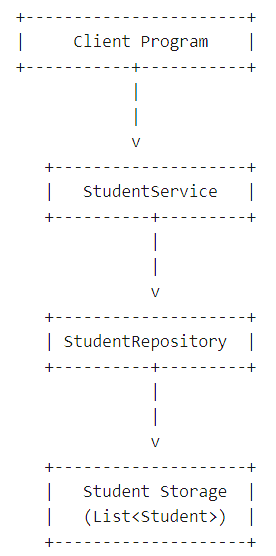 Client Program
StudentService
StudentRepository
Student Storage
(List<Student>)